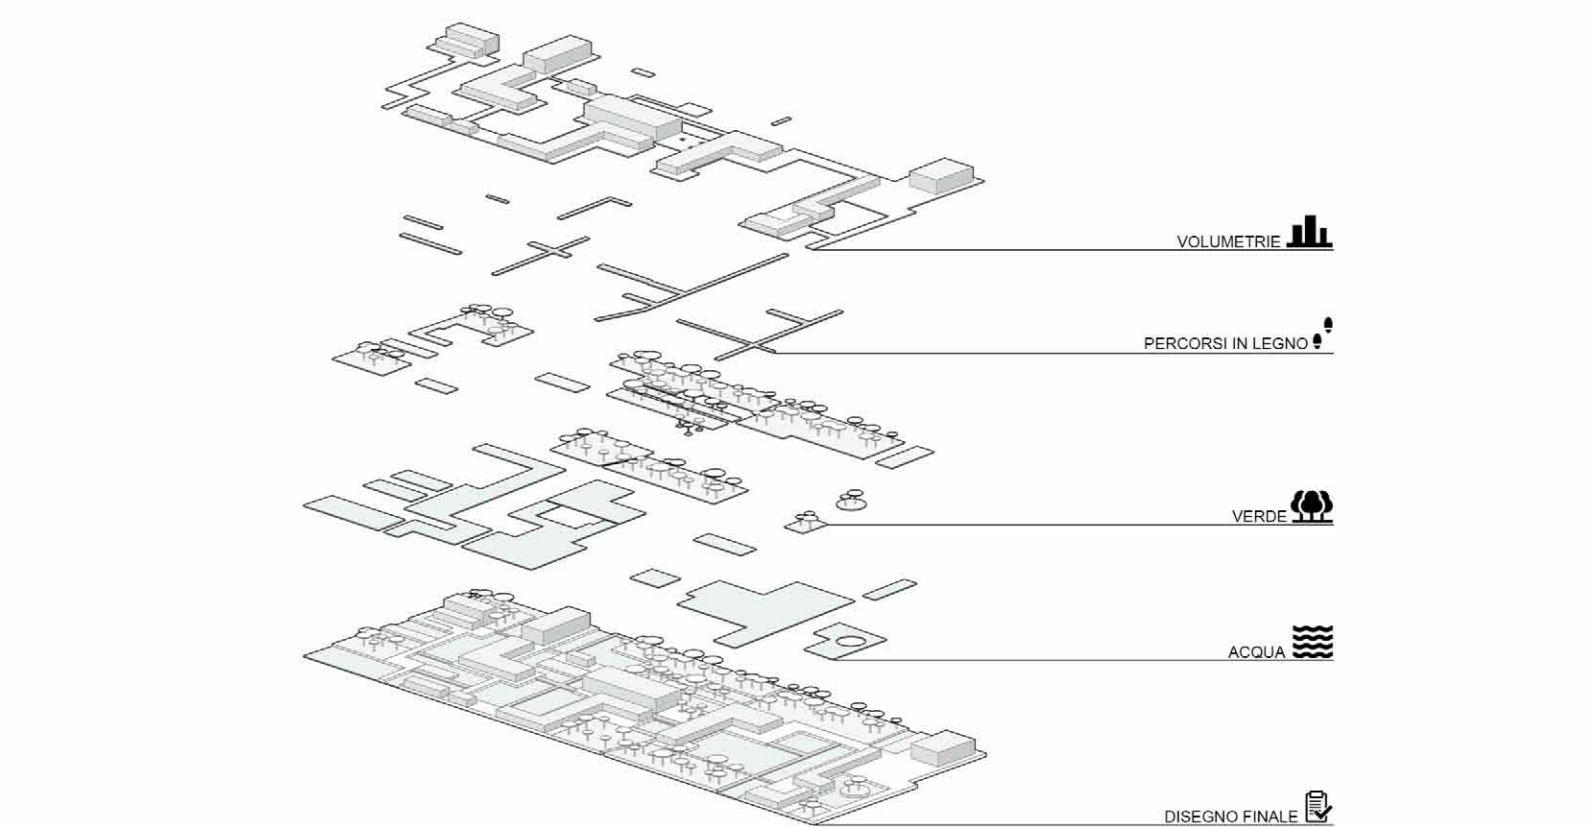 VOLUMETRIE
PERCORSI IN LEGNO
VERDE
ACQUA
DISEGNO FINALE